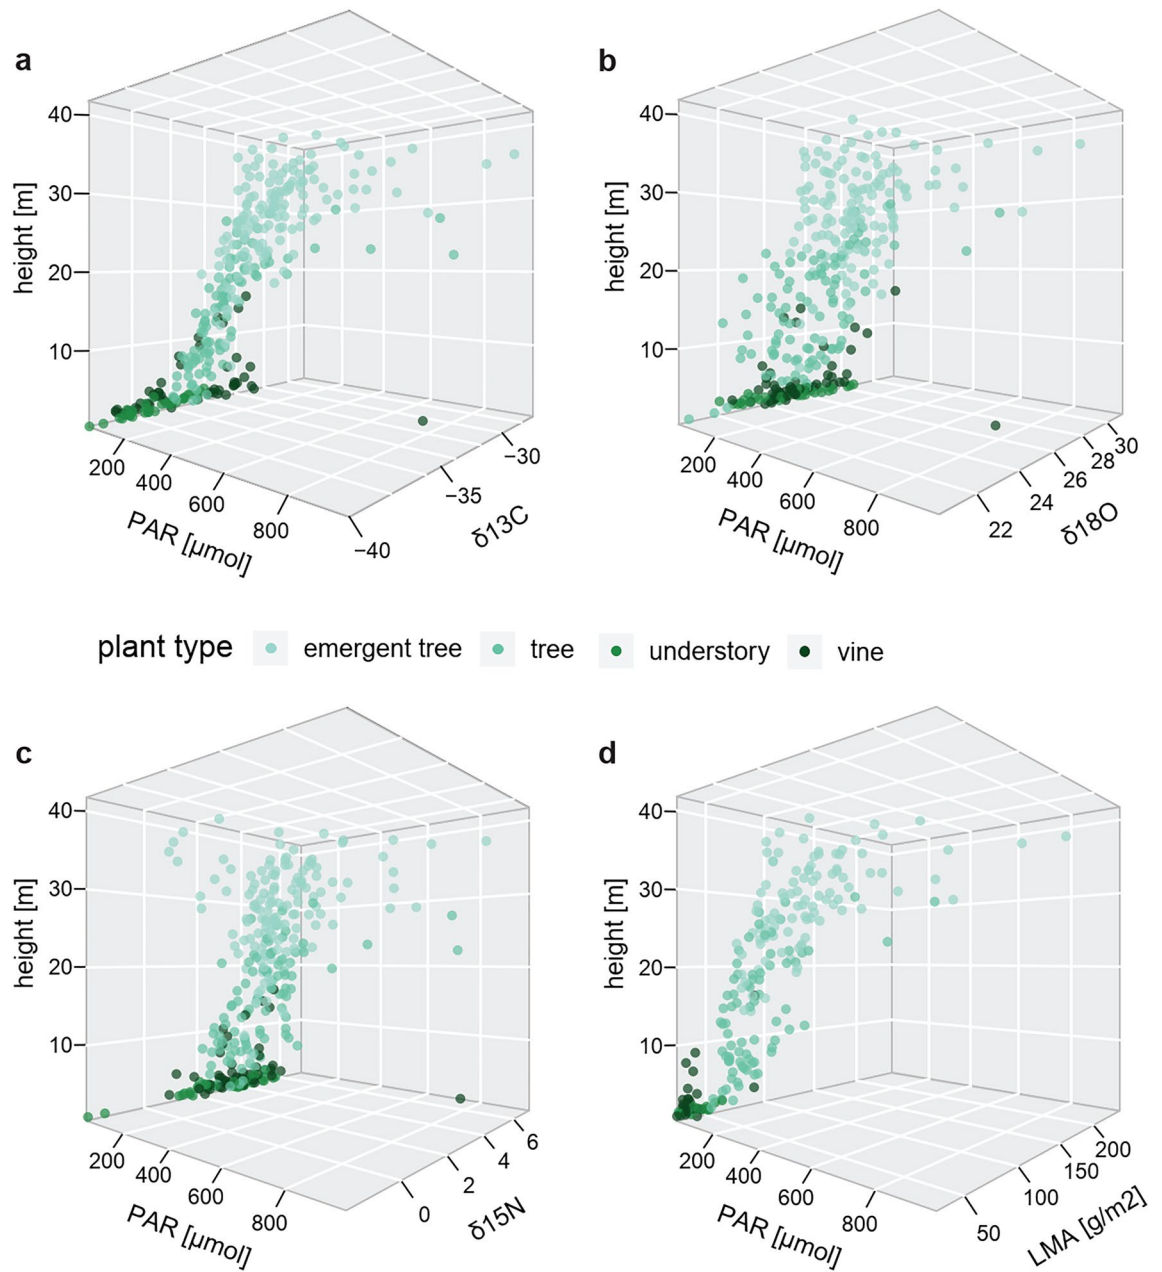 a
40
30
20
10
height [m]
200
400
600
800
PAR [µmol]
−40
−35
−30
δ13C
b
40
30
20
10
height [m]
200
400
600
800
PAR [µmol]
22
24
26
28
30
δ18O
plant type emergent tree tree understory vine
c
40
30
20
10
height [m]
200
400
600
800
PAR [µmol]
0
2
4
6
δ15N
d
40
30
20
10
height [m]
200
400
600
800
PAR [µmol]
50
100
150
200
LMA [g/m2]